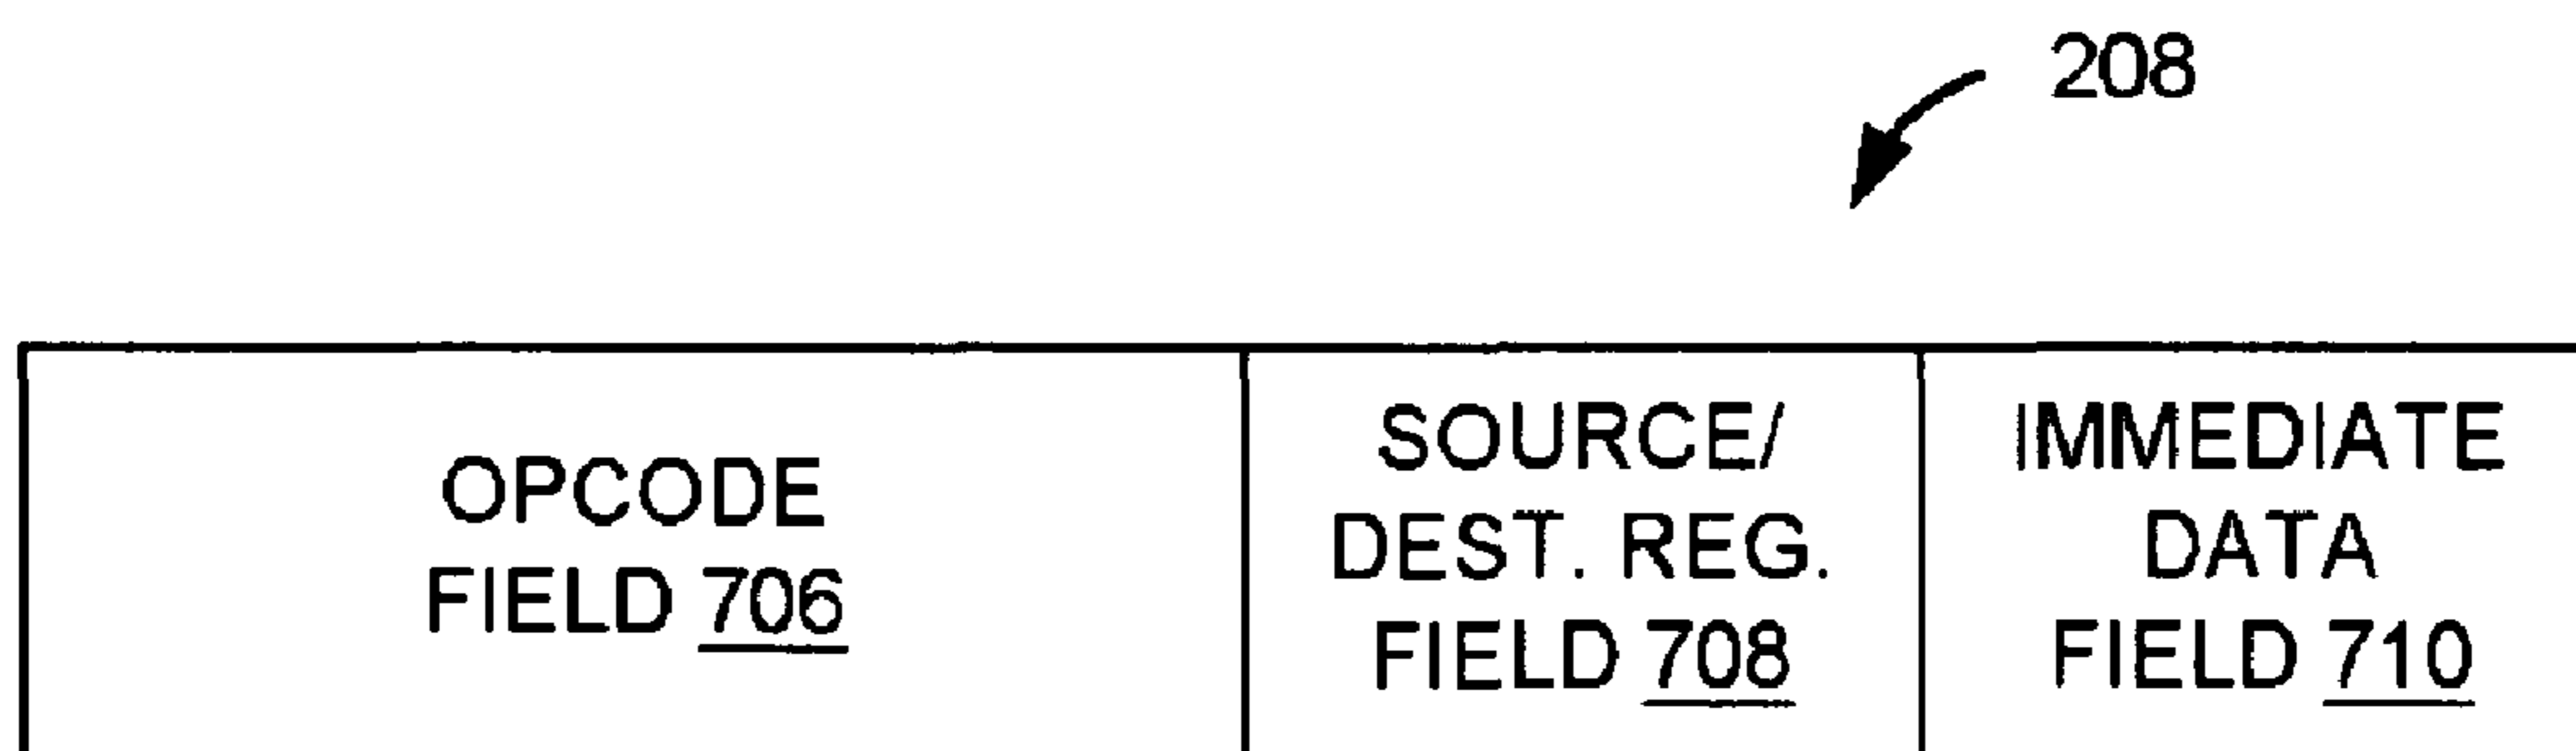 208
OPCODE
FIELD 706
SOURCE/
DEST. REG.
FIELD 708
IMMEDIATE
DATA
FIELD 710